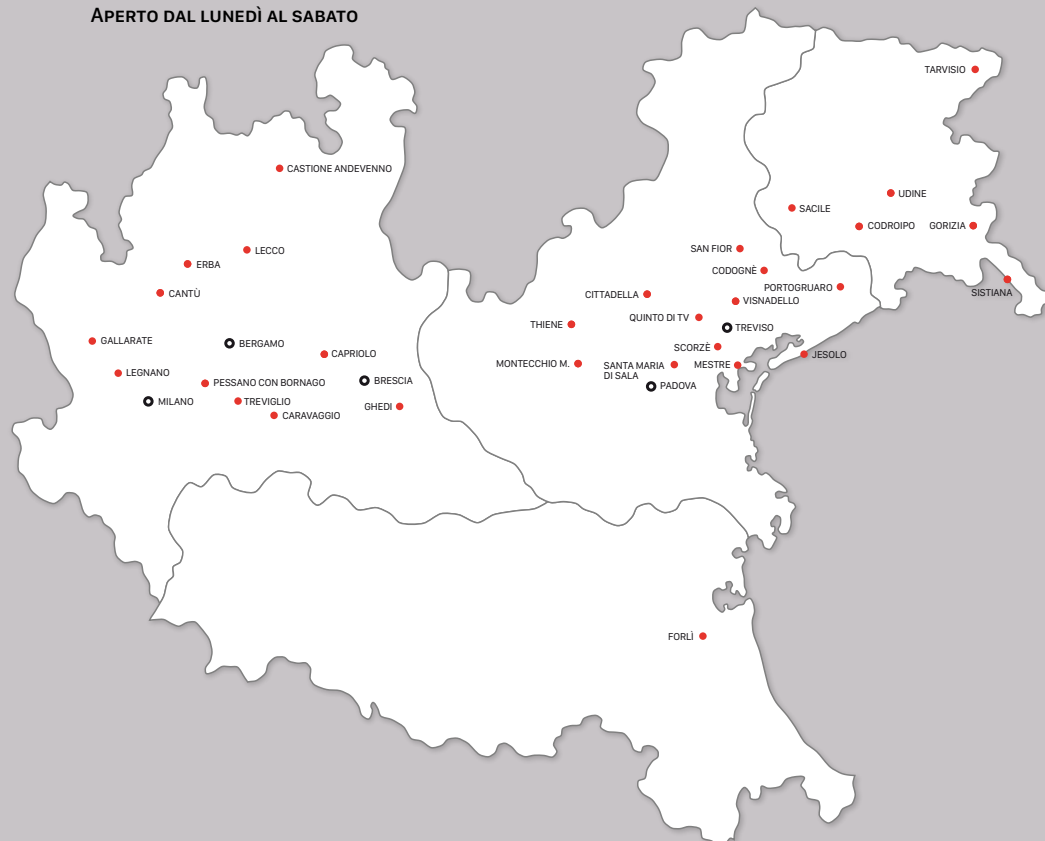 APERTO DAL LUNEDÌ AL SABATO
TARVISIO
CASTIONE ANDEVENNO
UDINE
SACILE
CODROIPO
GORIZIA
LECCO
SAN FIOR
ERBA
CODOGNÈ
PORTOGRUARO
SISTIANA
CANTÙ
CITTADELLA
VISNADELLO
QUINTO DI TV
THIENE
TREVISO
GALLARATE
BERGAMO
SCORZÈ
CAPRIOLO
JESOLO
MONTECCHIO M.
SANTA MARIA
DI SALA
MESTRE
LEGNANO
PESSANO CON BORNAGO
BRESCIA
PADOVA
MILANO
TREVIGLIO
GHEDI
CARAVAGGIO
FORLÌ